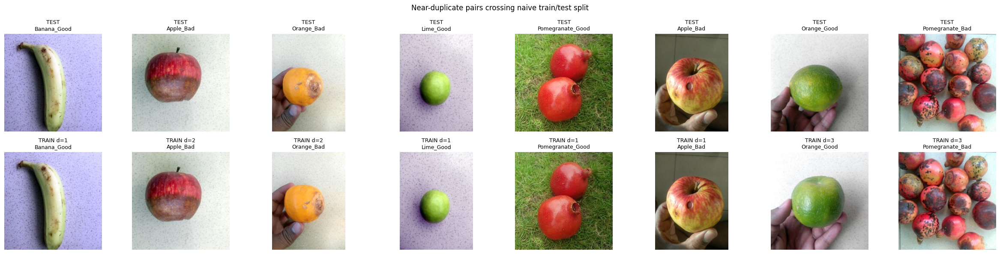 Near-duplicate pairs crossing naive train/test split
TEST
Banana_Good
TEST
Apple_Bad
TEST
Orange_Bad
TEST
Lime_Good
TEST
Pomegranate_Good
TEST
Apple_Bad
TEST
Orange_Good
TEST
Pomegranate_Bad
TRAIN d=1
Banana_Good
TRAIN d=2
Apple_Bad
TRAIN d=2
Orange_Bad
TRAIN d=1
Lime_Good
TRAIN d=1
Pomegranate_Good
TRAIN d=1
Apple_Bad
TRAIN d=3
Orange_Good
TRAIN d=3
Pomegranate_Bad